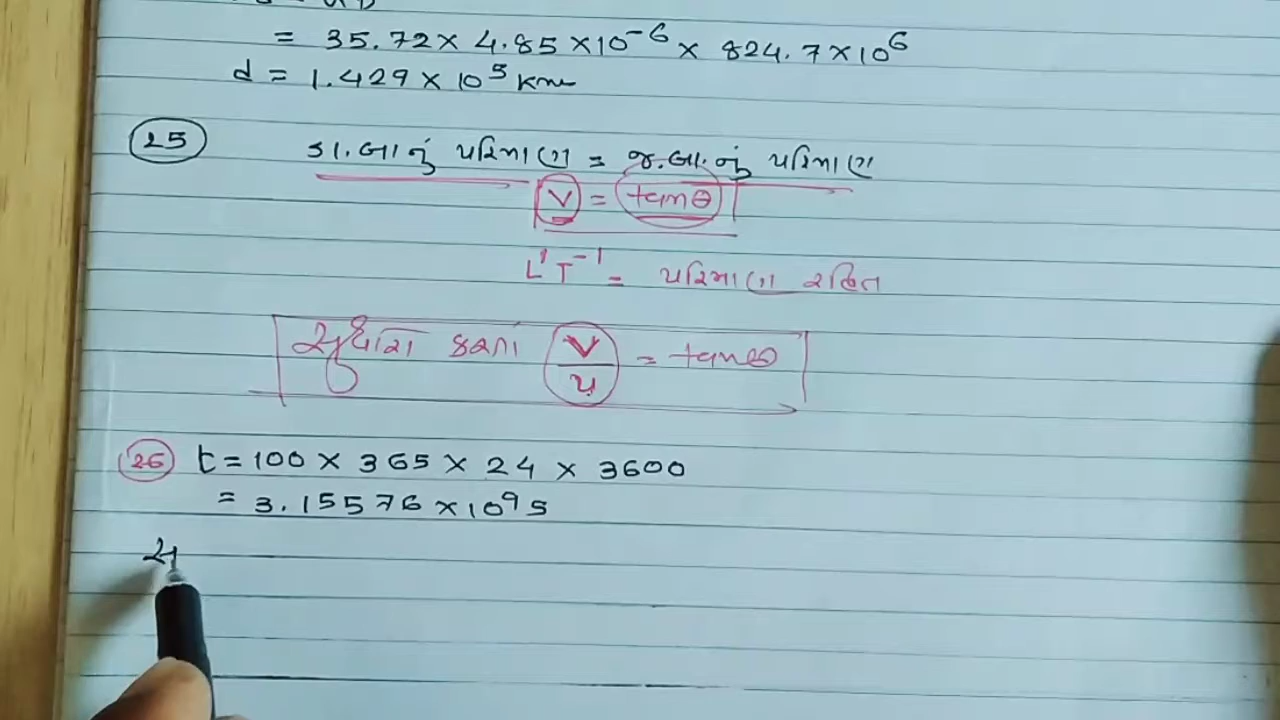 = 35.72 × 4.85 × 10⁻⁶ × 824.7 × 10⁶
d = 1.429 × 10⁵ Km
25 ડા.બાનું પરિમાણ = જ.બા.નું પરિમાણ
V = tanθ
L¹T⁻¹ = પરિમાણ રહિત
સુધારા કરતા V/u = tanθ
26 t = 100 × 365 × 24 × 3600
= 3.15576 × 10⁹ s